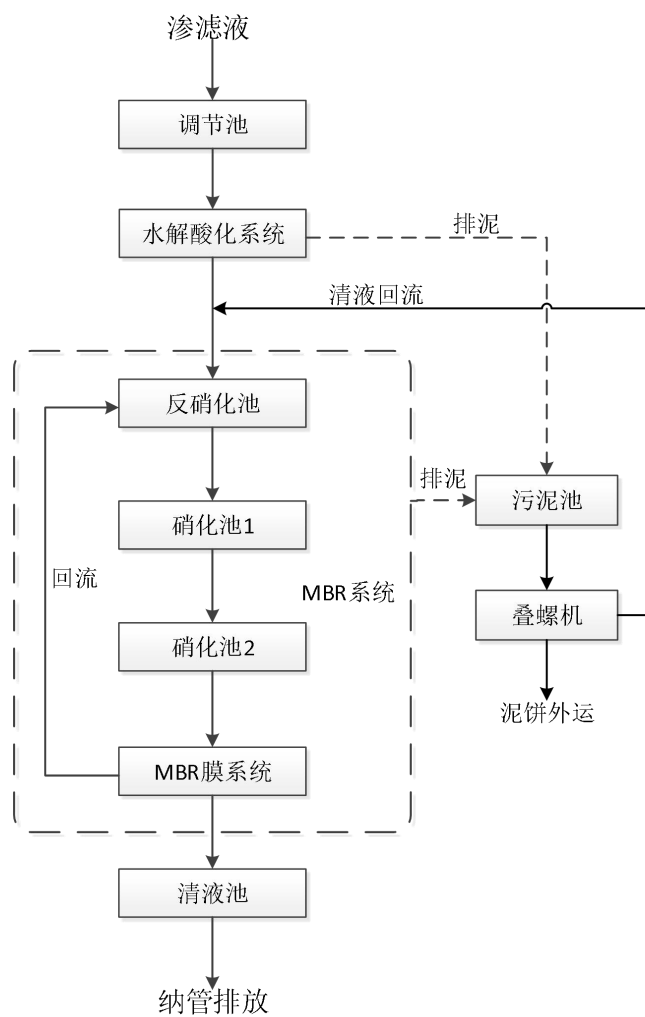 渗滤液
调节池
水解酸化系统
排泥
清液回流
反硝化池
硝化池1
回流
MBR系统
硝化池2
MBR膜系统
排泥
污泥池
叠螺机
泥饼外运
清液池
纳管排放